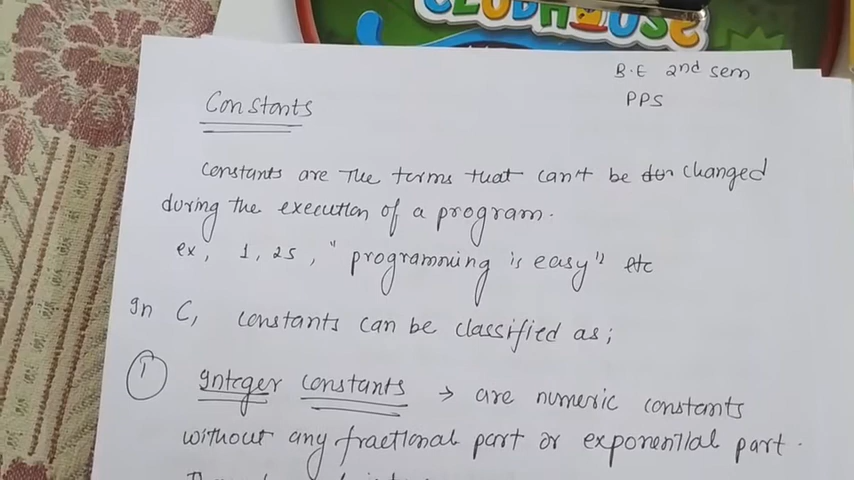 CLUBHOUSE
B.E 2nd sem
PPS
Constants
Constants are The terms that can't be changed
during the execution of a program.
ex, 1, 25, "programming is easy" etc
In C, constants can be classified as;
1 Integer constants → are numeric constants
without any fractional part or exponential part.